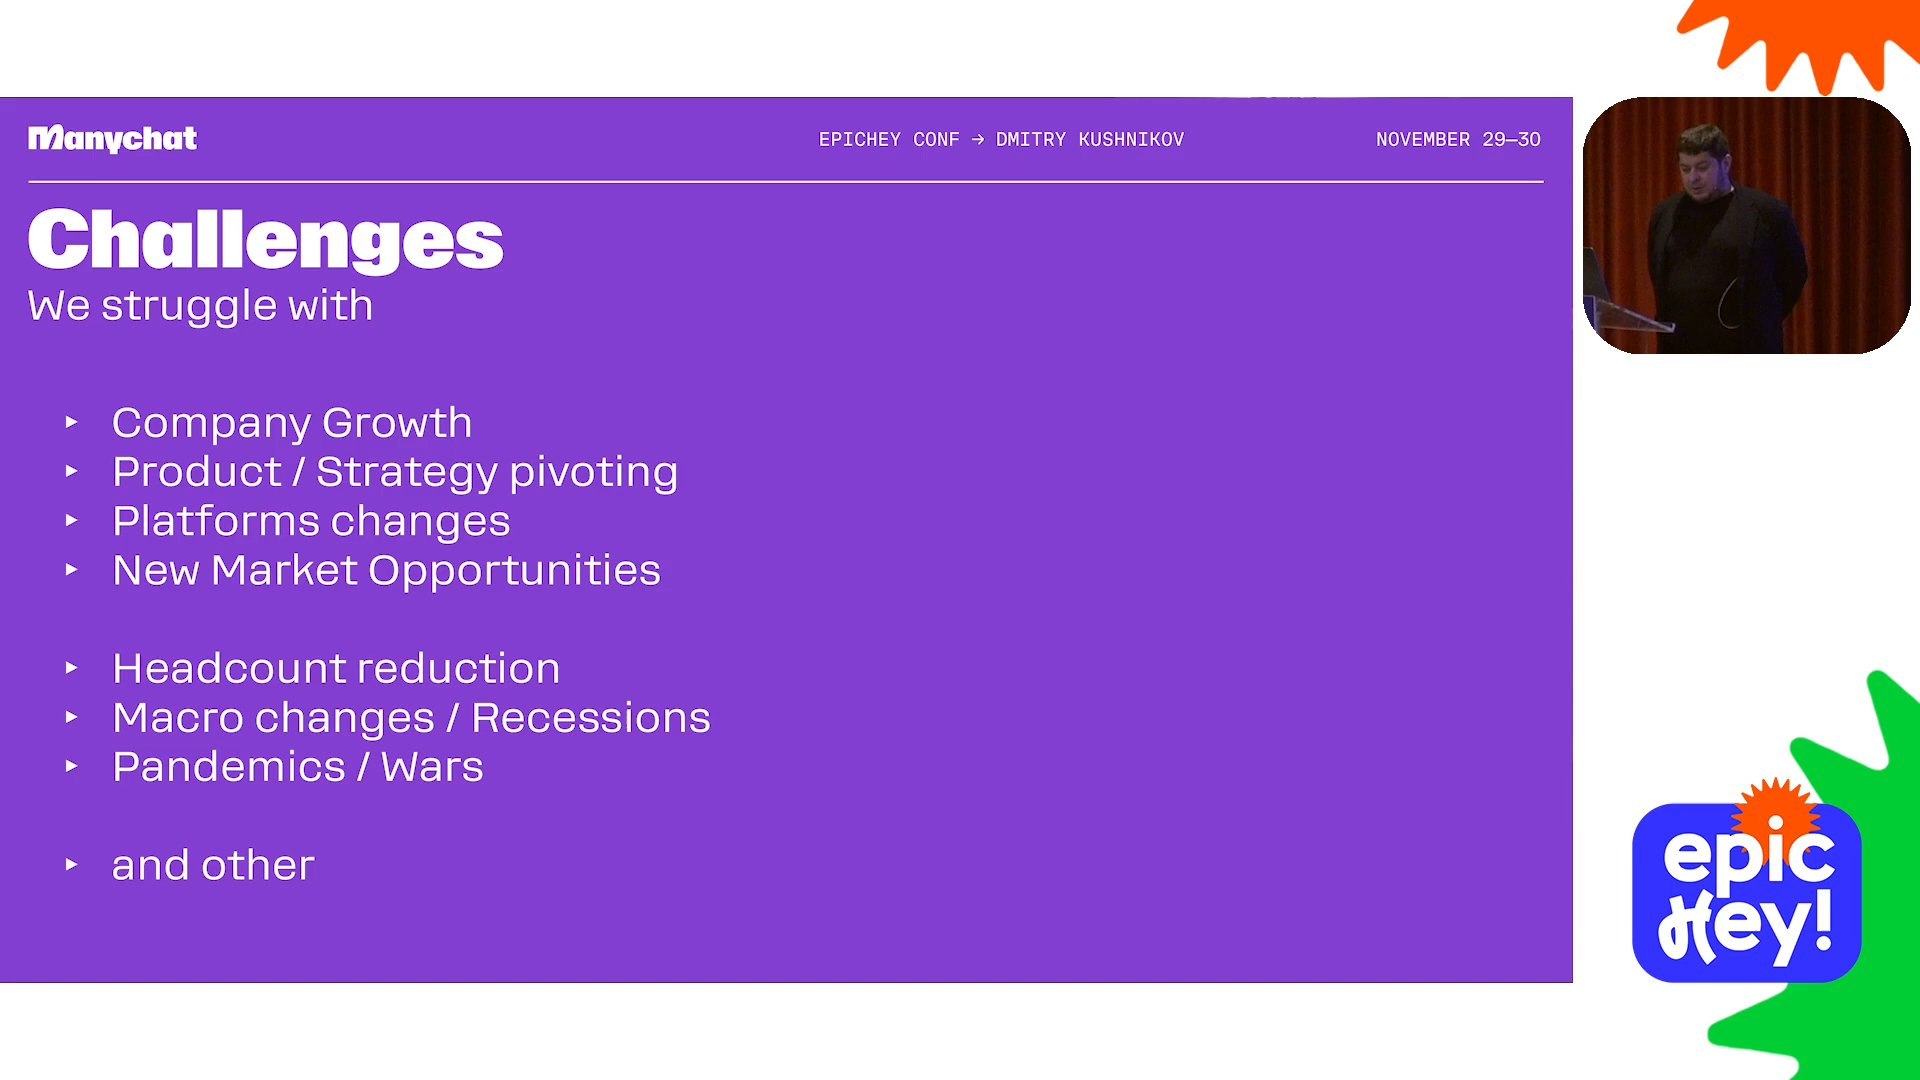 Manychat
EPICHEY CONF → DMITRY KUSHNIKOV
NOVEMBER 29—30
Challenges
We struggle with
▸ Company Growth
▸ Product / Strategy pivoting
▸ Platforms changes
▸ New Market Opportunities
▸ Headcount reduction
▸ Macro changes / Recessions
▸ Pandemics / Wars
▸ and other
epic
Hey!